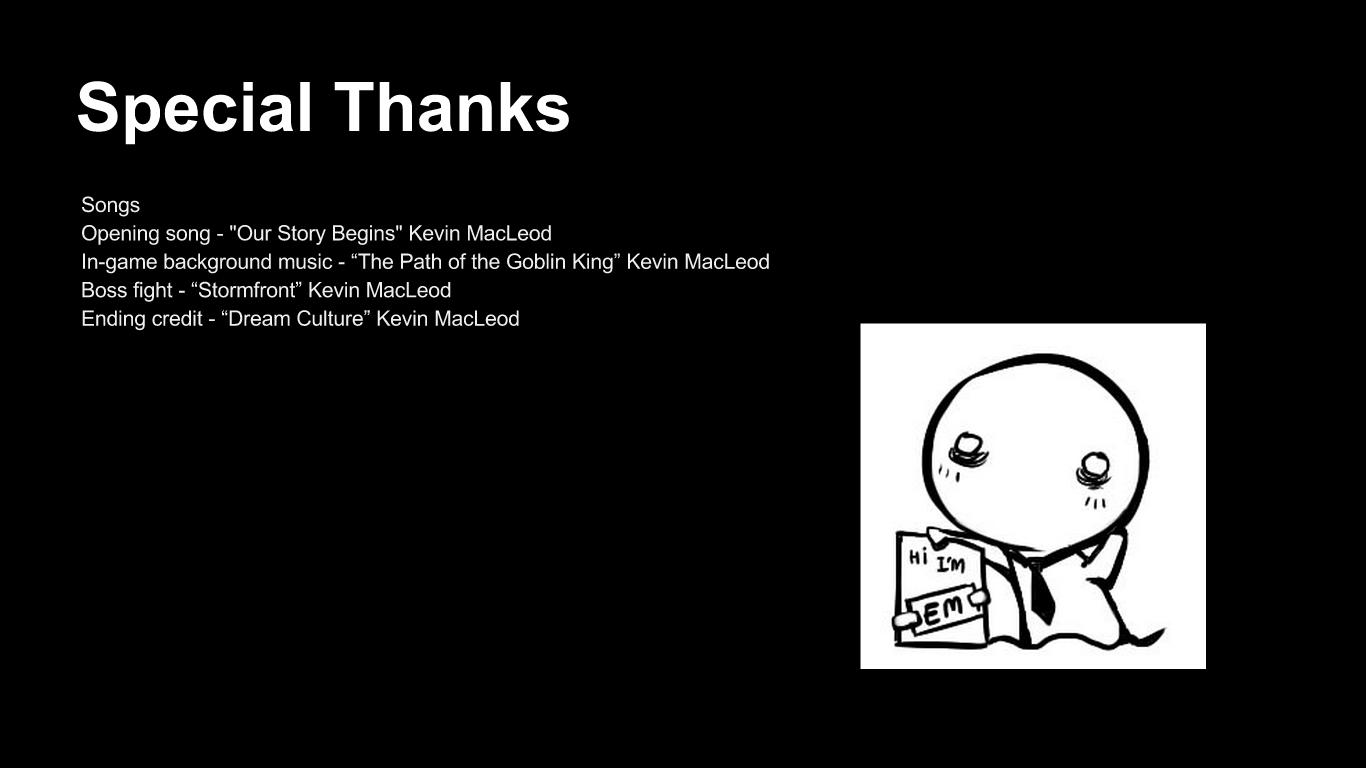 Special Thanks
Songs
Opening song - "Our Story Begins" Kevin MacLeod
In-game background music - “The Path of the Goblin King” Kevin MacLeod
Boss fight - “Stormfront” Kevin MacLeod
Ending credit - “Dream Culture” Kevin MacLeod
Hi I'M
EM